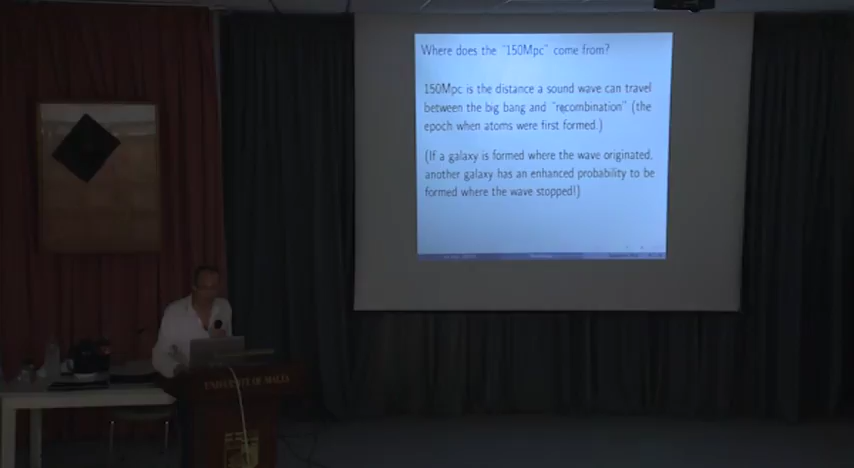 Where does the "150Mpc" come from?
150Mpc is the distance a sound wave can travel
between the big bang and "recombination" (the
epoch when atoms were first formed.)
(If a galaxy is formed where the wave originated,
another galaxy has an enhanced probability to be
formed where the wave stopped!)
UNIVERSITY OF MALTA